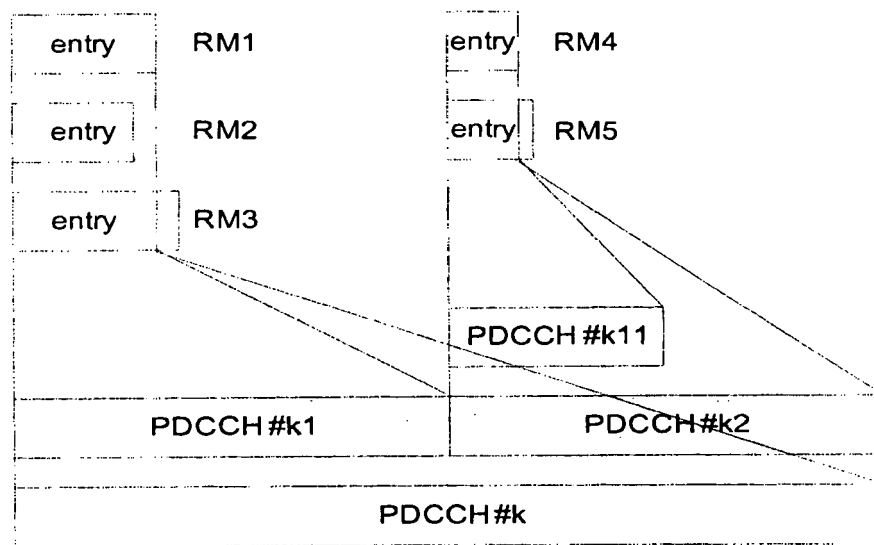 entry RM1
entry RM4
entry RM2
entry RM5
entry RM3
PDCCH #k11
PDCCH #k1
PDCCH#k2
PDCCH #k